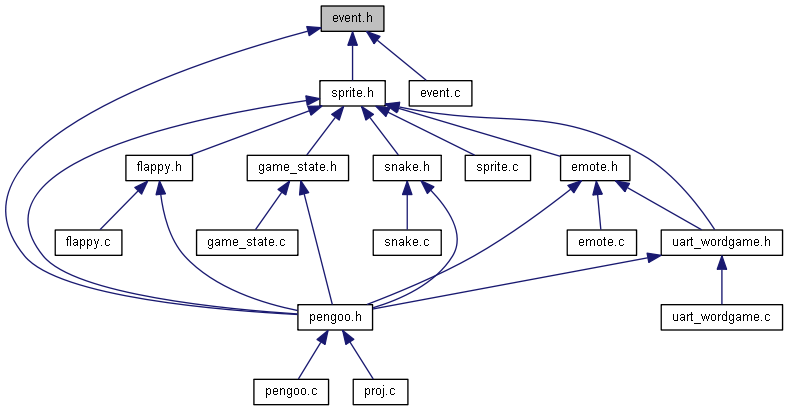 event.h
sprite.h
event.c
flappy.h
game_state.h
snake.h
sprite.c
emote.h
flappy.c
game_state.c
snake.c
emote.c
uart_wordgame.h
pengoo.h
uart_wordgame.c
pengoo.c
proj.c